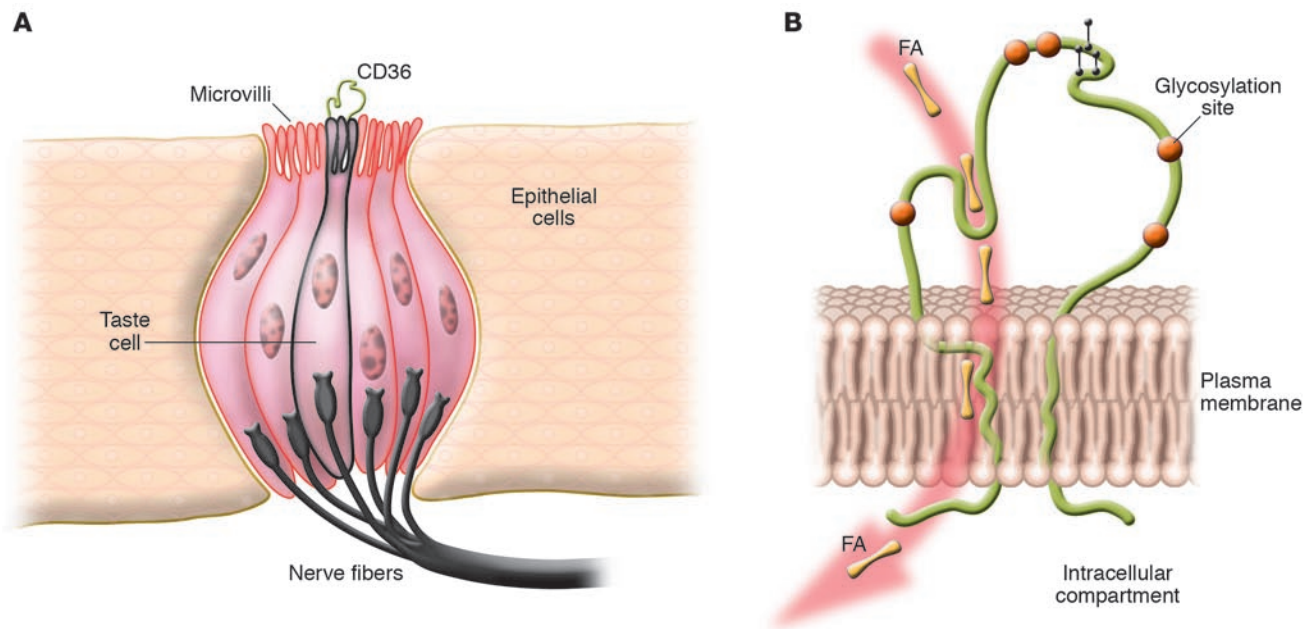 A
CD36
Microvilli
Epithelial
cells
Taste
cell
Nerve fibers
B
FA
Glycosylation
site
Plasma
membrane
FA
Intracellular
compartment